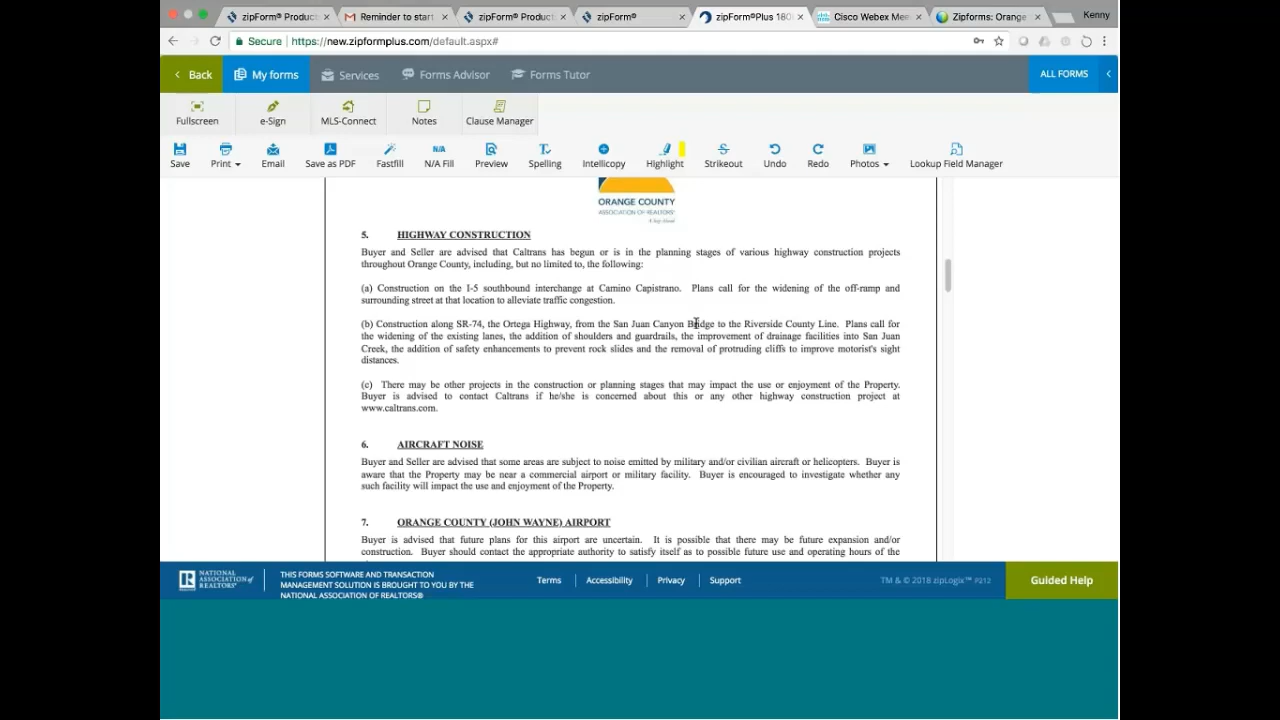 zipForm® Produc
Reminder to start
zipForm® Produc
zipForm®
zipForm®Plus 180
Cisco Webex Mee
Zipforms: Orange
Kenny
Secure
https://new.zipformplus.com/default.aspx#
Back
My forms
Services
Forms Advisor
Forms Tutor
ALL FORMS
Fullscreen
e-Sign
MLS-Connect
Notes
Clause Manager
N/A
Save
Print
Email
Save as PDF
Fastfill
N/A Fill
Preview
Spelling
Intellicopy
Highlight
Strikeout
Undo
Redo
Photos
Lookup Field Manager
ORANGE COUNTY
ASSOCIATION OF REALTORS®
5. HIGHWAY CONSTRUCTION
Buyer and Seller are advised that Caltrans has begun or is in the planning stages of various highway construction projects
throughout Orange County, including, but no limited to, the following:
(a) Construction on the I-5 southbound interchange at Camino Capistrano. Plans call for the widening of the off-ramp and
surrounding street at that location to alleviate traffic congestion.
(b) Construction along SR-74, the Ortega Highway, from the San Juan Canyon Bridge to the Riverside County Line. Plans call for
the widening of the existing lanes, the addition of shoulders and guardrails, the improvement of drainage facilities into San Juan
Creek, the addition of safety enhancements to prevent rock slides and the removal of protruding cliffs to improve motorist's sight
distances.
(c) There may be other projects in the construction or planning stages that may impact the use or enjoyment of the Property.
Buyer is advised to contact Caltrans if he/she is concerned about this or any other highway construction project at
www.caltrans.com.
6. AIRCRAFT NOISE
Buyer and Seller are advised that some areas are subject to noise emitted by military and/or civilian aircraft or helicopters. Buyer is
aware that the Property may be near a commercial airport or military facility. Buyer is encouraged to investigate whether any
such facility will impact the use and enjoyment of the Property.
7. ORANGE COUNTY (JOHN WAYNE) AIRPORT
Buyer is advised that future plans for this airport are uncertain. It is possible that there may be future expansion and/or
construction. Buyer should contact the appropriate authority to satisfy itself as to possible future use and operating hours of the
NATIONAL
ASSOCIATION of
REALTORS®
THIS FORMS SOFTWARE AND TRANSACTION
MANAGEMENT SOLUTION IS BROUGHT TO YOU BY THE
NATIONAL ASSOCIATION OF REALTORS®
Terms
Accessibility
Privacy
Support
TM & © 2018 zipLogix™ P212
Guided Help